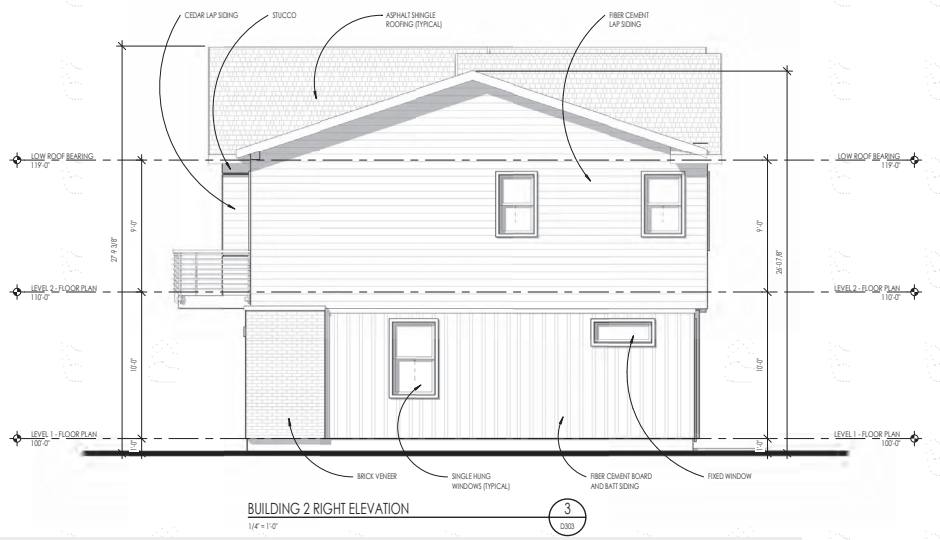 CEDAR LAP SIDING
STUCCO
ASPHALT SHINGLE
ROOFING (TYPICAL)
FIBER CEMENT
LAP SIDING
LOW ROOF BEARING
119'-0"
LOW ROOF BEARING
119'-0"
9'-0"
9'-0"
27'-9 3/8"
26'-0 7/8"
LEVEL 2 - FLOOR PLAN
110'-0"
LEVEL 2 - FLOOR PLAN
110'-0"
10'-0"
10'-0"
LEVEL 1 - FLOOR PLAN
100'-0"
LEVEL 1 - FLOOR PLAN
100'-0"
1'-0"
1'-0"
BRICK VENEER
SINGLE HUNG
WINDOWS (TYPICAL)
FIBER CEMENT BOARD
AND BATT SIDING
FIXED WINDOW
BUILDING 2 RIGHT ELEVATION
1/4" = 1'-0"
3
D303